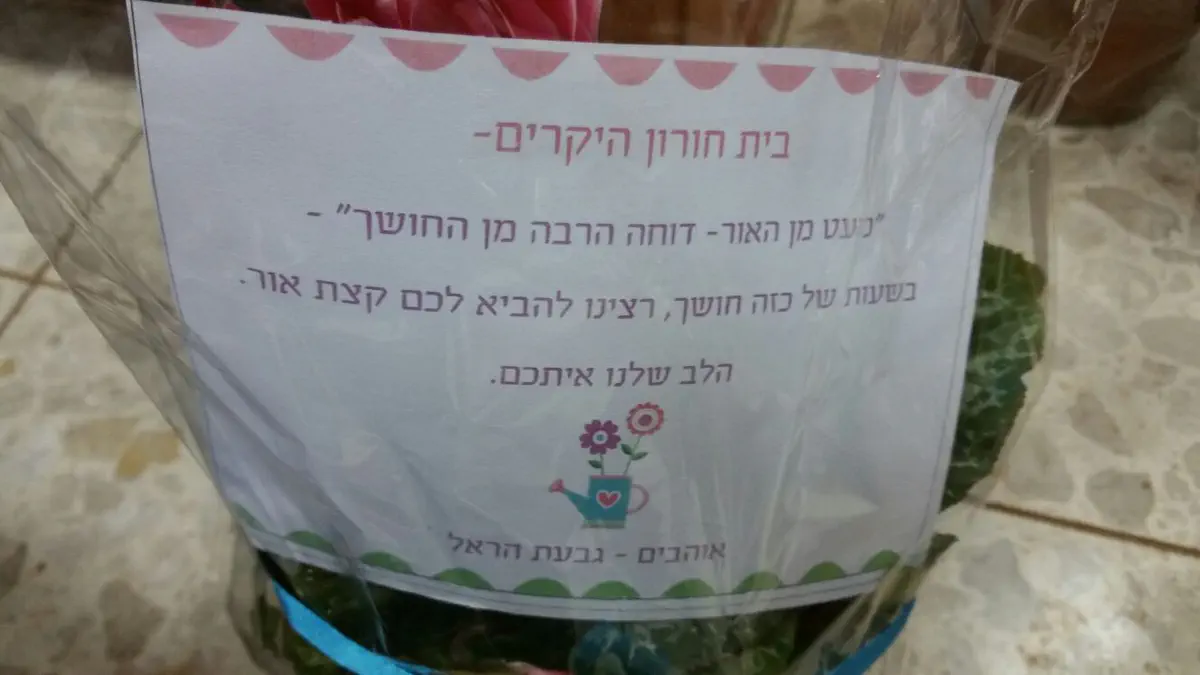 בית חורון היקרים-
"מעט מן האור- דוחה הרבה מן החושך" -
בשעות של כזה חושך, רצינו להביא לכם קצת אור.
הלב שלנו איתכם.
אוהבים - גבעת הראל